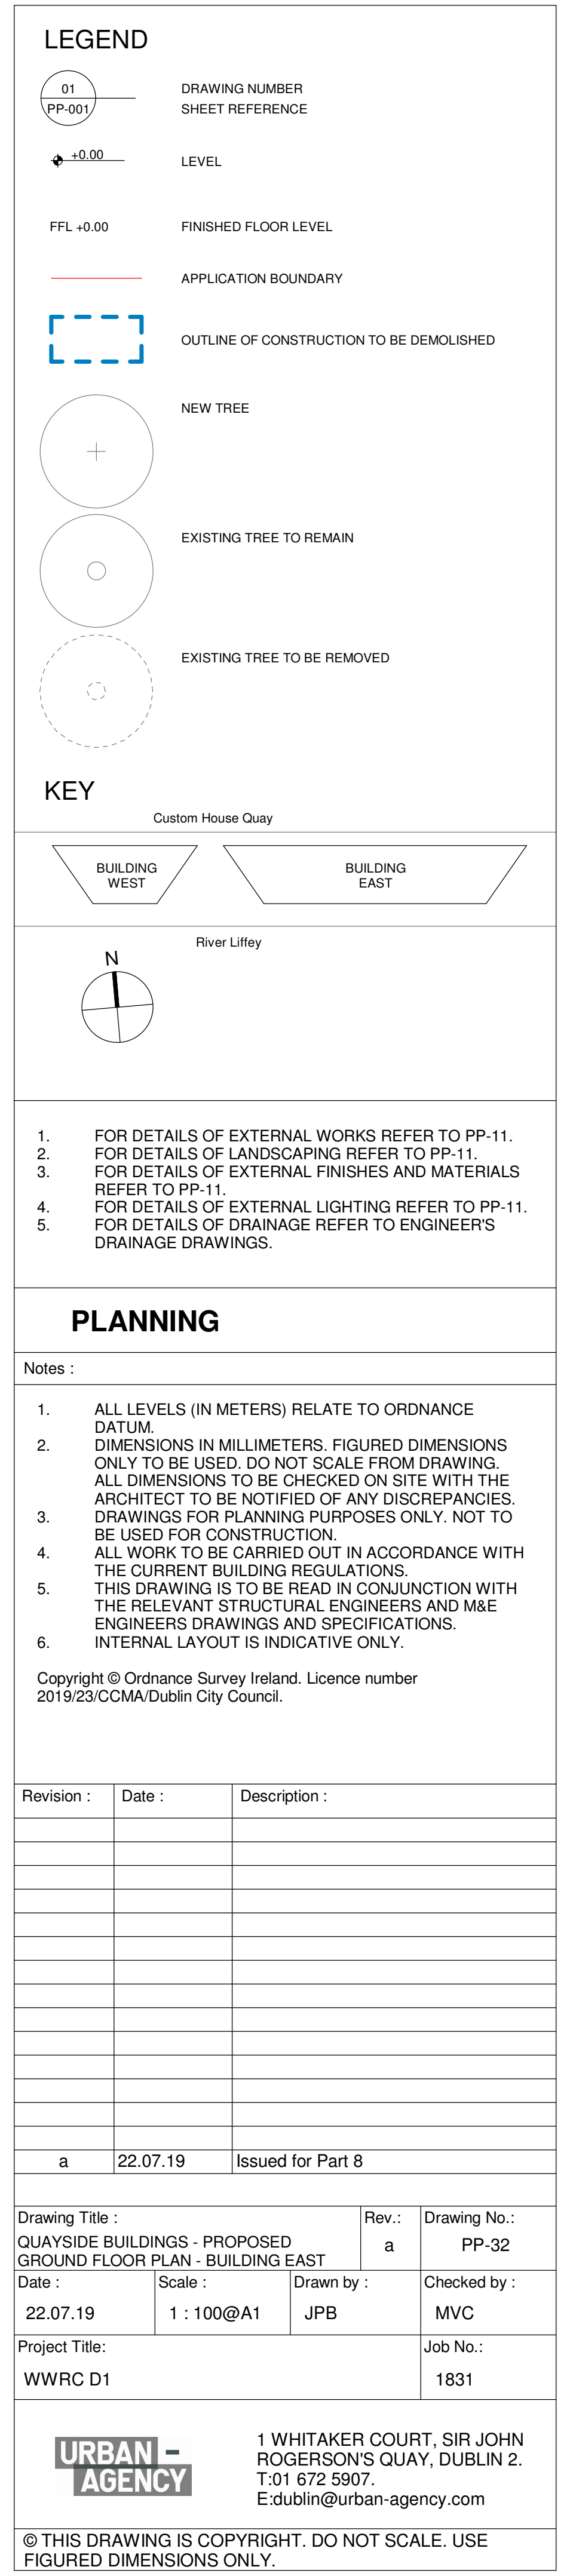 LEGEND
01
PP-001
DRAWING NUMBER
SHEET REFERENCE
+0.00
LEVEL
FFL +0.00
FINISHED FLOOR LEVEL
APPLICATION BOUNDARY
OUTLINE OF CONSTRUCTION TO BE DEMOLISHED
NEW TREE
EXISTING TREE TO REMAIN
EXISTING TREE TO BE REMOVED
KEY
Custom House Quay
BUILDING
WEST
BUILDING
EAST
River Liffey
N
1. FOR DETAILS OF EXTERNAL WORKS REFER TO PP-11.
2. FOR DETAILS OF LANDSCAPING REFER TO PP-11.
3. FOR DETAILS OF EXTERNAL FINISHES AND MATERIALS
REFER TO PP-11.
4. FOR DETAILS OF EXTERNAL LIGHTING REFER TO PP-11.
5. FOR DETAILS OF DRAINAGE REFER TO ENGINEER'S
DRAINAGE DRAWINGS.
PLANNING
Notes :
1. ALL LEVELS (IN METERS) RELATE TO ORDNANCE
DATUM.
2. DIMENSIONS IN MILLIMETERS. FIGURED DIMENSIONS
ONLY TO BE USED. DO NOT SCALE FROM DRAWING.
ALL DIMENSIONS TO BE CHECKED ON SITE WITH THE
ARCHITECT TO BE NOTIFIED OF ANY DISCREPANCIES.
3. DRAWINGS FOR PLANNING PURPOSES ONLY. NOT TO
BE USED FOR CONSTRUCTION.
4. ALL WORK TO BE CARRIED OUT IN ACCORDANCE WITH
THE CURRENT BUILDING REGULATIONS.
5. THIS DRAWING IS TO BE READ IN CONJUNCTION WITH
THE RELEVANT STRUCTURAL ENGINEERS AND M&E
ENGINEERS DRAWINGS AND SPECIFICATIONS.
6. INTERNAL LAYOUT IS INDICATIVE ONLY.
Copyright © Ordnance Survey Ireland. Licence number
2019/23/CCMA/Dublin City Council.
Revision : Date : Description :
a 22.07.19 Issued for Part 8
Drawing Title : Rev.: Drawing No.:
QUAYSIDE BUILDINGS - PROPOSED
GROUND FLOOR PLAN - BUILDING EAST
a PP-32
Date : Scale : Drawn by : Checked by :
22.07.19 1 : 100@A1 JPB MVC
Project Title: Job No.:
WWRC D1 1831
URBAN -
AGENCY
1 WHITAKER COURT, SIR JOHN
ROGERSON'S QUAY, DUBLIN 2.
T:01 672 5907.
E:dublin@urban-agency.com
© THIS DRAWING IS COPYRIGHT. DO NOT SCALE. USE
FIGURED DIMENSIONS ONLY.